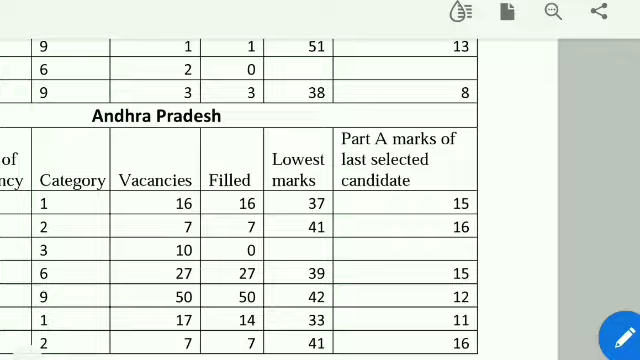 9 1 1 51 13
6 2 0
9 3 3 38 8
Andhra Pradesh
Part A marks of
of Lowest last selected
ncy Category Vacancies Filled marks candidate
1 16 16 37 15
2 7 7 41 16
3 10 0
6 27 27 39 15
9 50 50 42 12
1 17 14 33 11
2 7 7 41 16